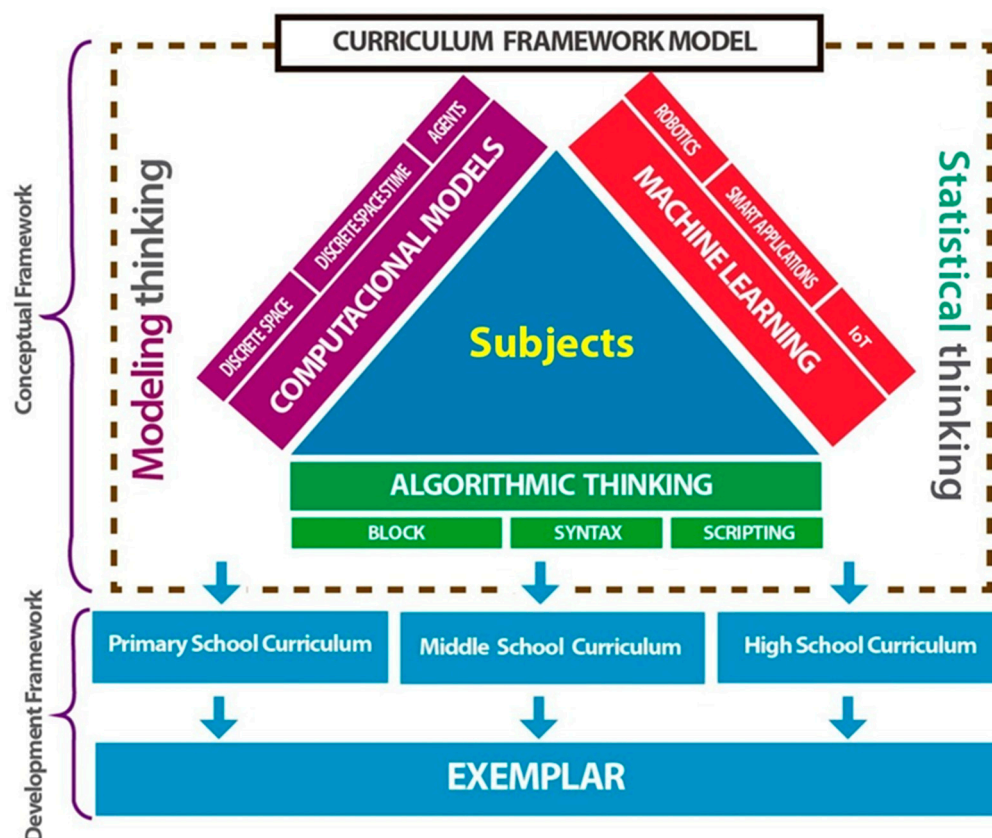 CURRICULUM FRAMEWORK MODEL
Conceptual Framework
Modeling thinking
AGENTS
DISCRETE SPACE STIME
DISCRETE SPACE
COMPUTACIONAL MODELS
ROBOTICS
SMART APPLICATIONS
IoT
MACHINE LEARNING
Statistical thinking
Subjects
ALGORITHMIC THINKING
BLOCK
SYNTAX
SCRIPTING
Development Framework
Primary School Curriculum
Middle School Curriculum
High School Curriculum
EXEMPLAR